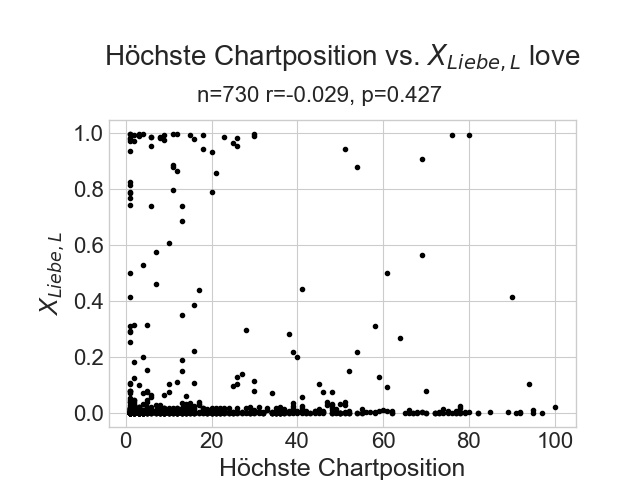 Höchste Chartposition vs. X_{Liebe, L} love
n=730 r=-0.029, p=0.427
1.0
0.8
0.6
0.4
0.2
0.0
X_{Liebe, L}
0 20 40 60 80 100
Höchste Chartposition